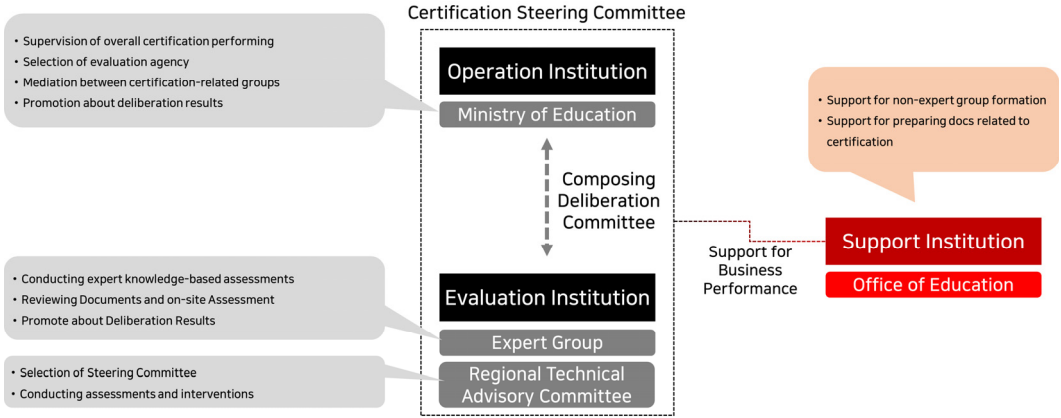 Certification Steering Committee
• Supervision of overall certification performing
• Selection of evaluation agency
• Mediation between certification-related groups
• Promotion about deliberation results
Operation Institution
Ministry of Education
Composing
Deliberation
Committee
• Conducting expert knowledge-based assessments
• Reviewing Documents and on-site Assessment
• Promote about Deliberation Results
Evaluation Institution
Expert Group
• Selection of Steering Committee
• Conducting assessments and interventions
Regional Technical
Advisory Committee
• Support for non-expert group formation
• Support for preparing docs related to
certification
Support Institution
Office of Education
Support for
Business
Performance